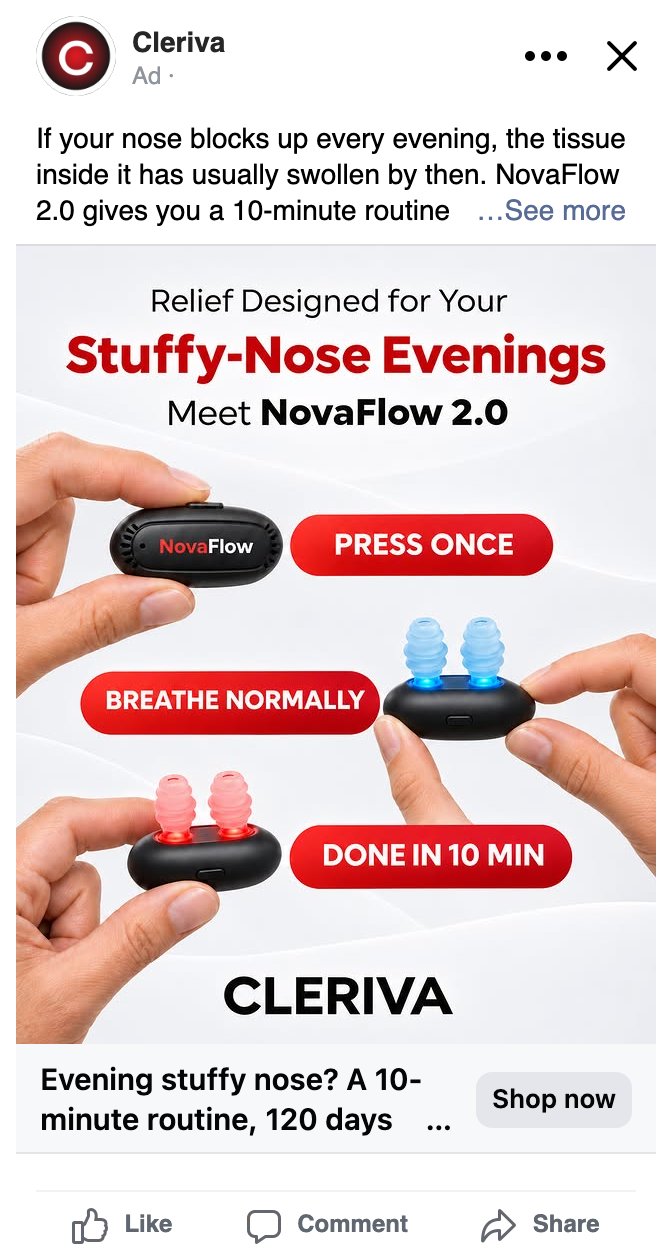 C
Cleriva
Ad ·
If your nose blocks up every evening, the tissue
inside it has usually swollen by then. NovaFlow
2.0 gives you a 10-minute routine ...See more
Relief Designed for Your
Stuffy-Nose Evenings
Meet NovaFlow 2.0
NovaFlow
PRESS ONCE
BREATHE NORMALLY
DONE IN 10 MIN
CLERIVA
Evening stuffy nose? A 10-
minute routine, 120 days ...
Shop now
Like
Comment
Share